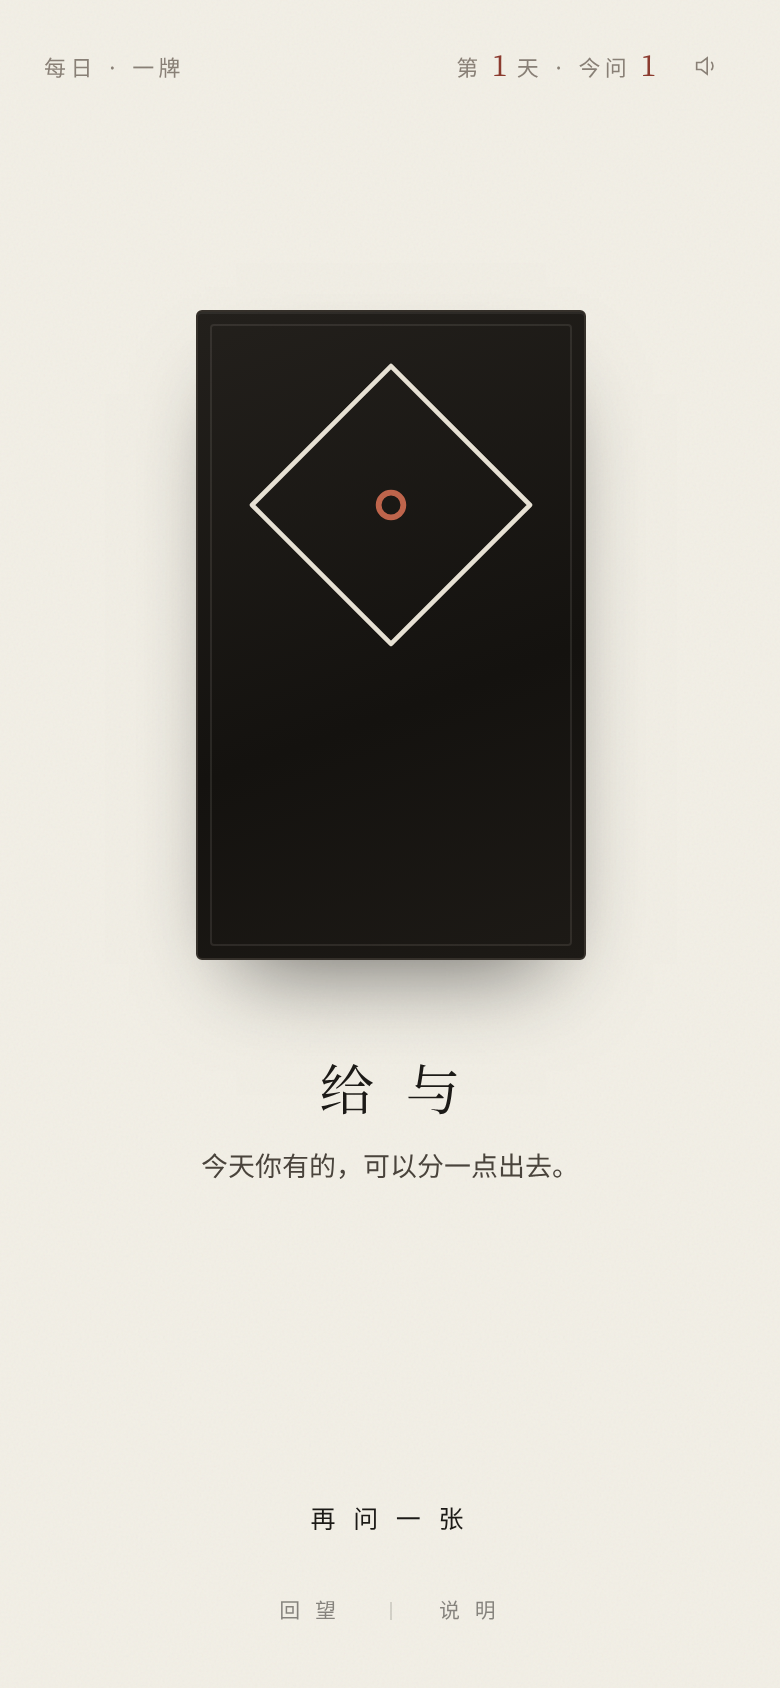 每日 · 一牌
第 1 天 · 今问 1
给与
今天你有的，可以分一点出去。
再问一张
回望 | 说明